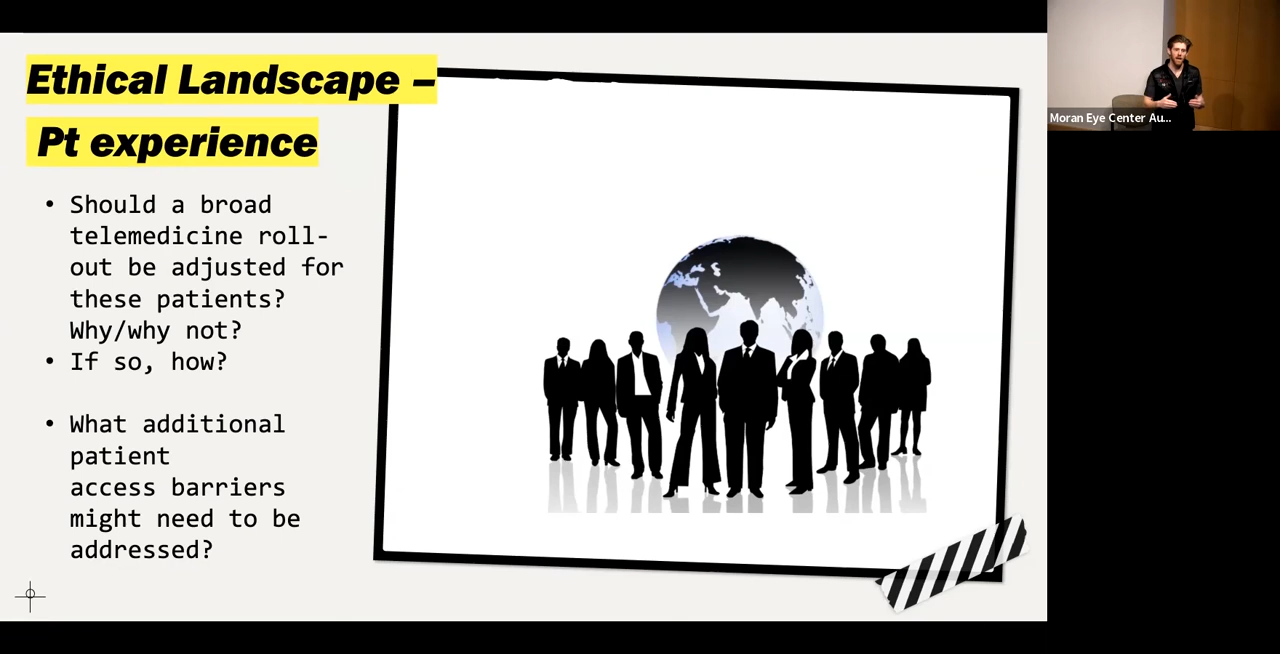 Ethical Landscape –
Pt experience
• Should a broad
telemedicine roll-
out be adjusted for
these patients?
Why/why not?
• If so, how?
• What additional
patient
access barriers
might need to be
addressed?
Moran Eye Center Au...